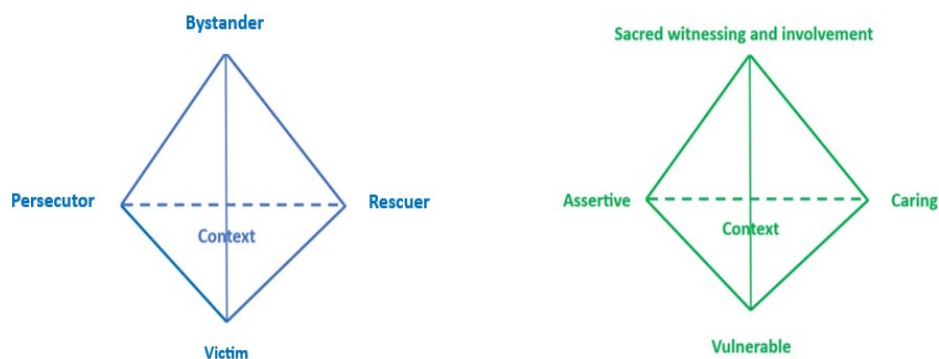 Bystander
Persecutor
Rescuer
Context
Victim
Sacred witnessing and involvement
Assertive
Caring
Context
Vulnerable